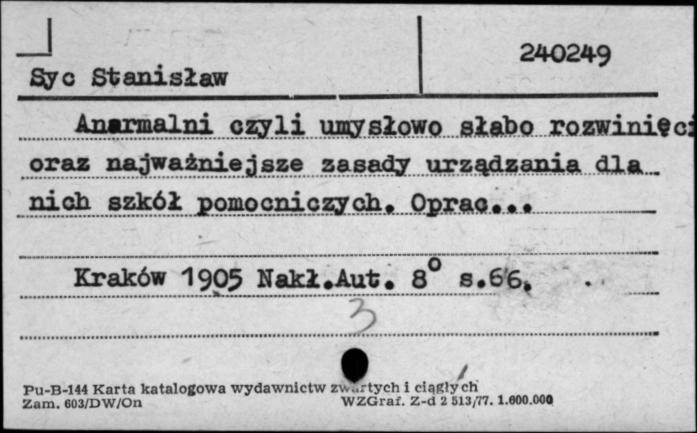 240249
Syc Stanisław
Anormalni czyli umysłowo słabo rozwinięci
oraz najważniejsze zasady urządzania dla
nich szkół pomocniczych. Oprac...
Kraków 1905 Nakł.Aut. 8° s.66.
3
Pu-B-144 Karta katalogowa wydawnictw zwartych i ciągłych
Zam. 603/DW/On WZGraf. Z-d 2 513/77. 1.600.000